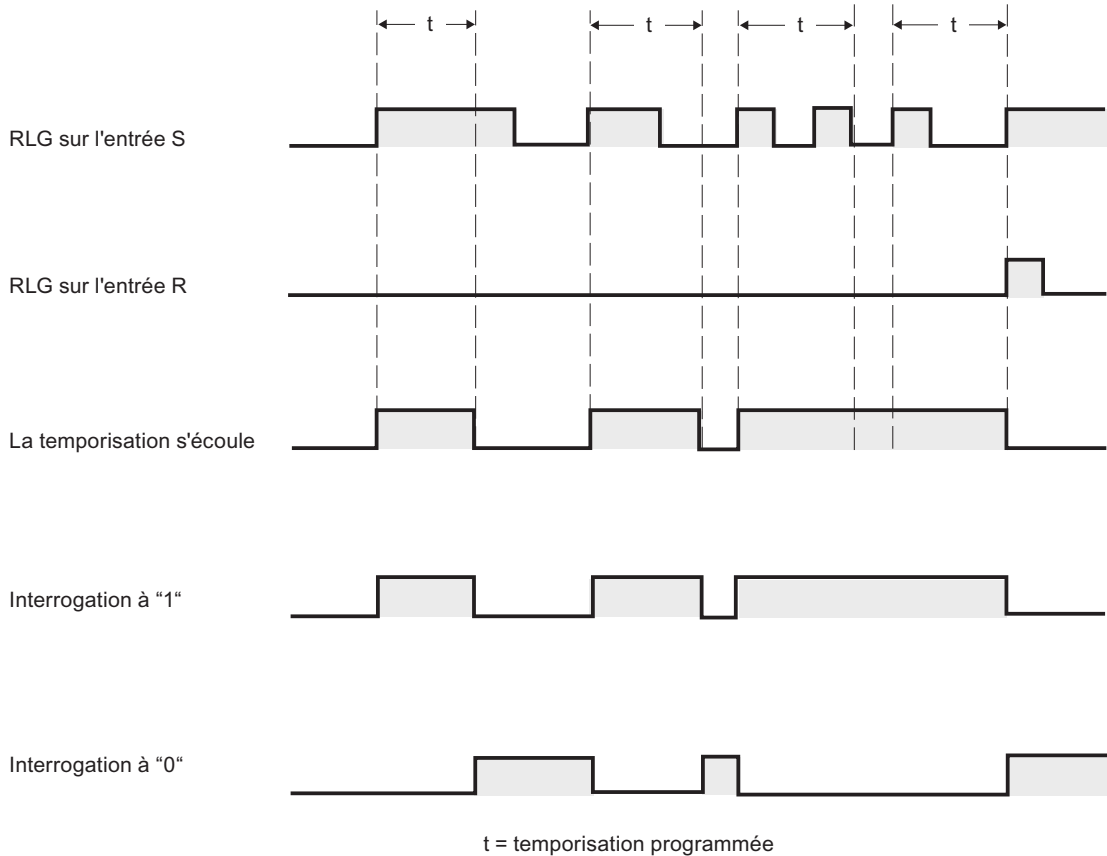 t t t t
RLG sur l'entrée S
RLG sur l'entrée R
La temporisation s'écoule
Interrogation à “1“
Interrogation à “0“
t = temporisation programmée